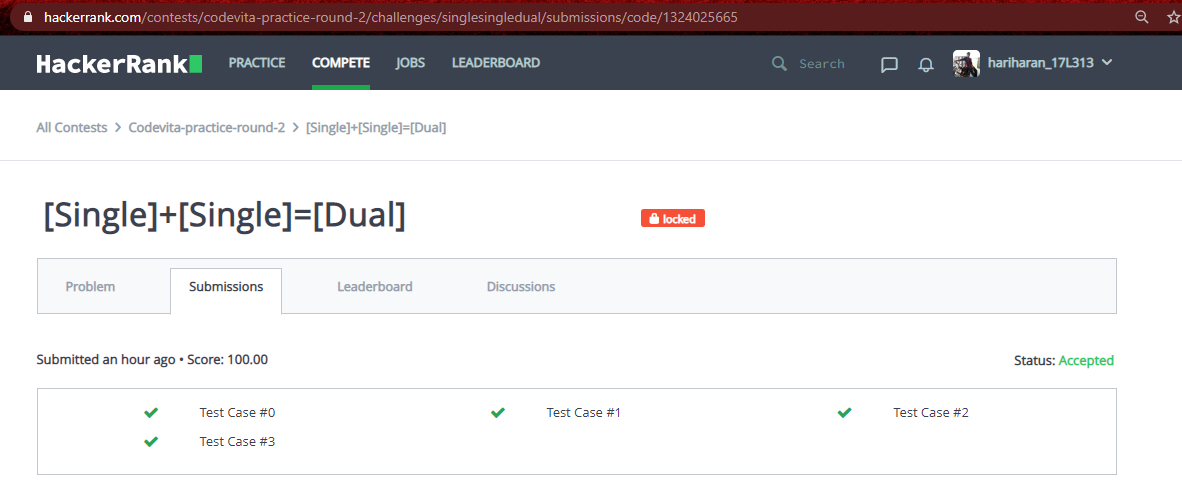 hackerrank.com/contests/codevita-practice-round-2/challenges/singlesingledual/submissions/code/1324025665
HackerRank PRACTICE COMPETE JOBS LEADERBOARD Search hariharan_17L313
All Contests > Codevita-practice-round-2 > [Single]+[Single]=[Dual]
[Single]+[Single]=[Dual] locked
Problem Submissions Leaderboard Discussions
Submitted an hour ago • Score: 100.00 Status: Accepted
Test Case #0 Test Case #1 Test Case #2
Test Case #3